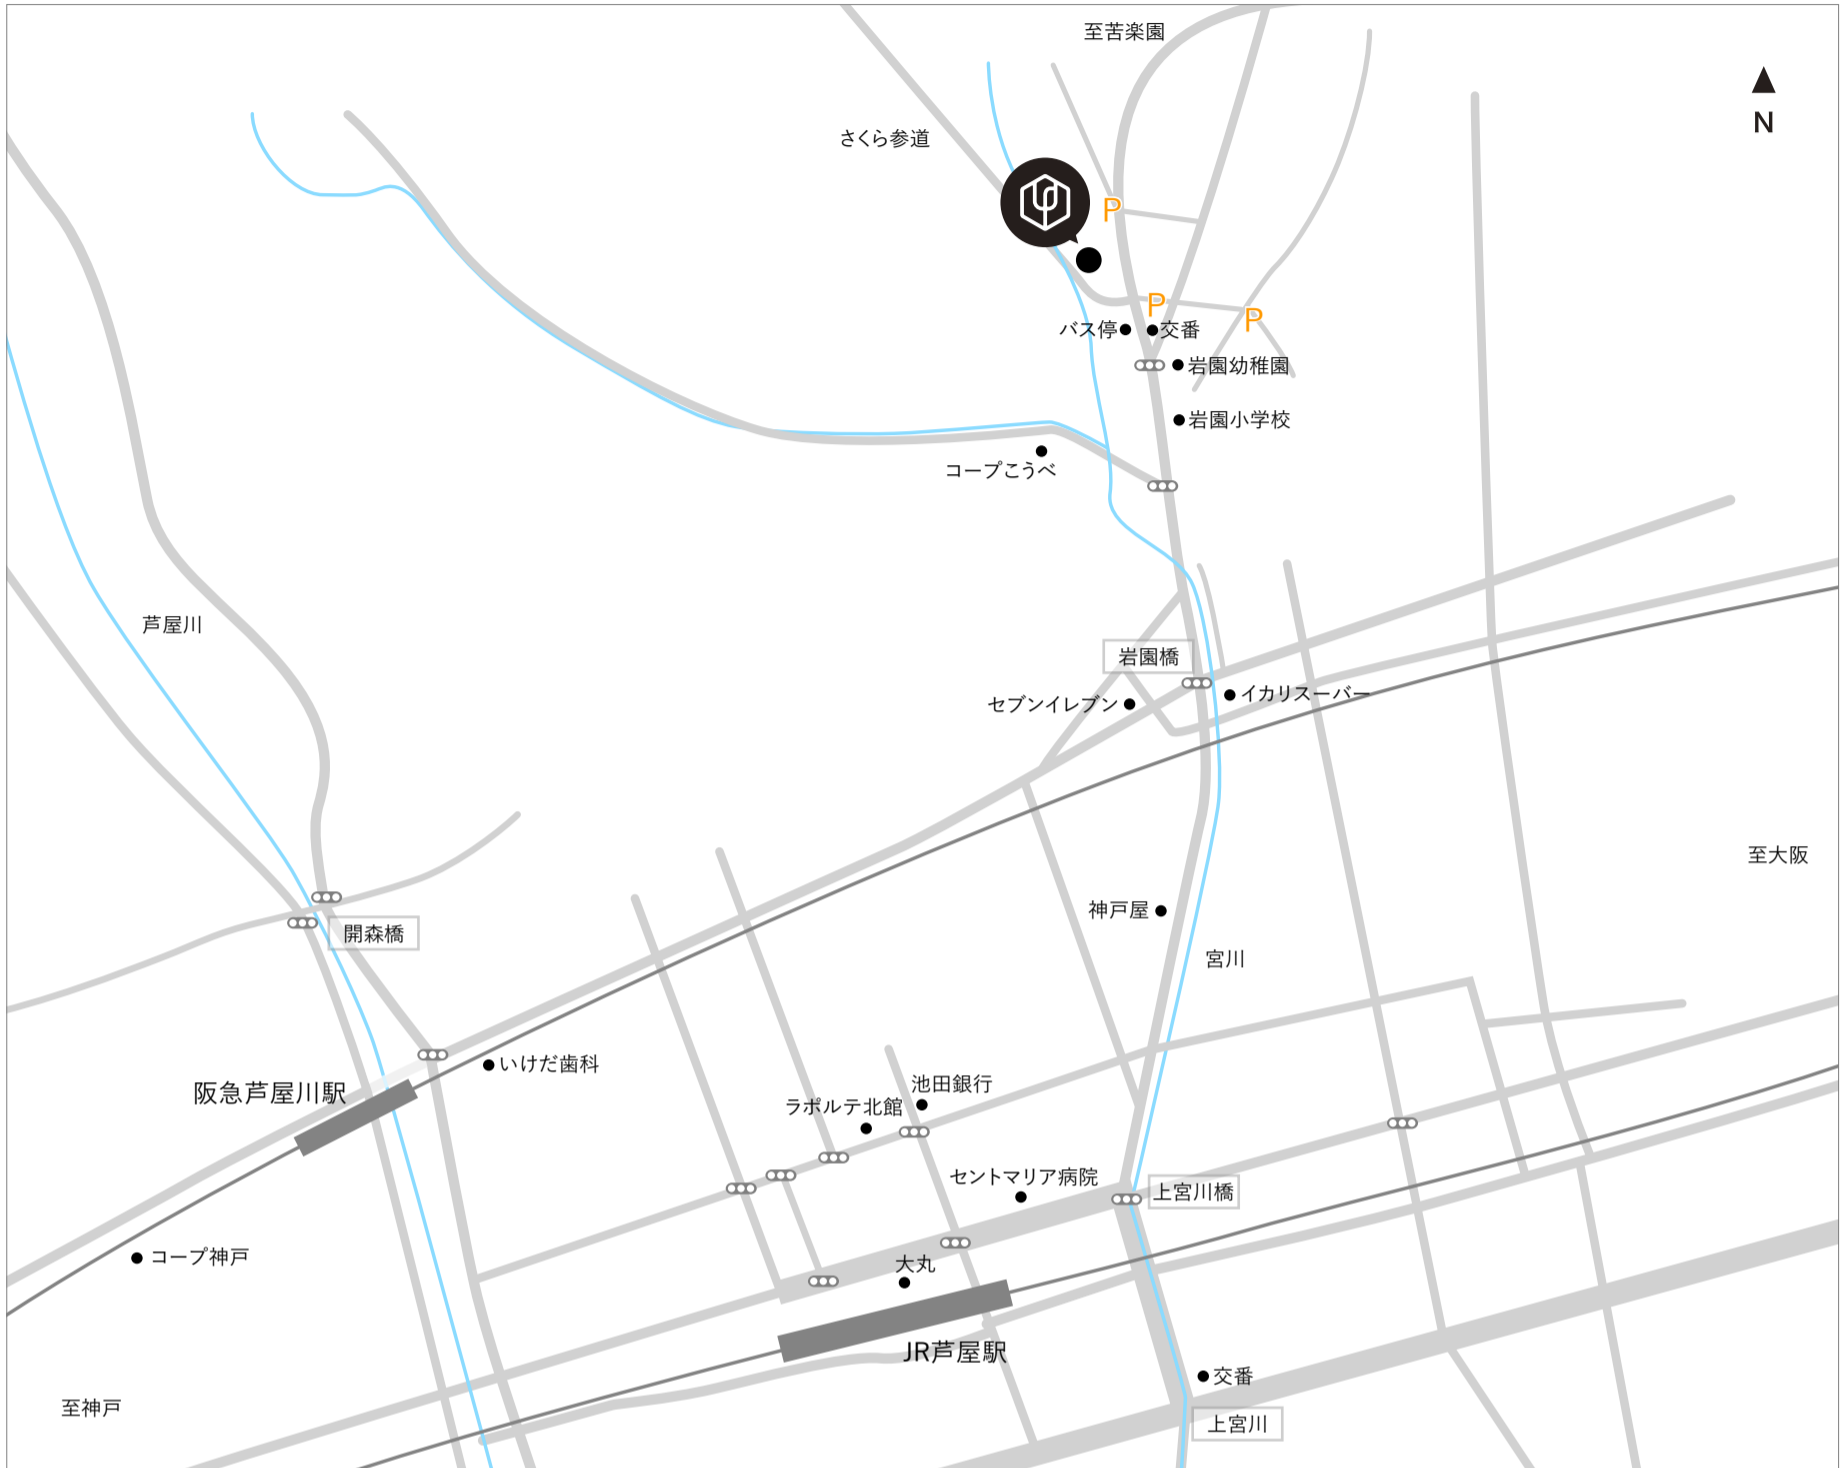 至苦楽園
N
さくら参道
P
P
P
バス停
交番
岩園幼稚園
岩園小学校
コープこうべ
芦屋川
岩園橋
イカリスーパー
セブンイレブン
至大阪
神戸屋
開森橋
宮川
いけだ歯科
阪急芦屋川駅
池田銀行
ラポルテ北館
セントマリア病院
上宮川橋
コープ神戸
大丸
JR芦屋駅
交番
至神戸
上宮川